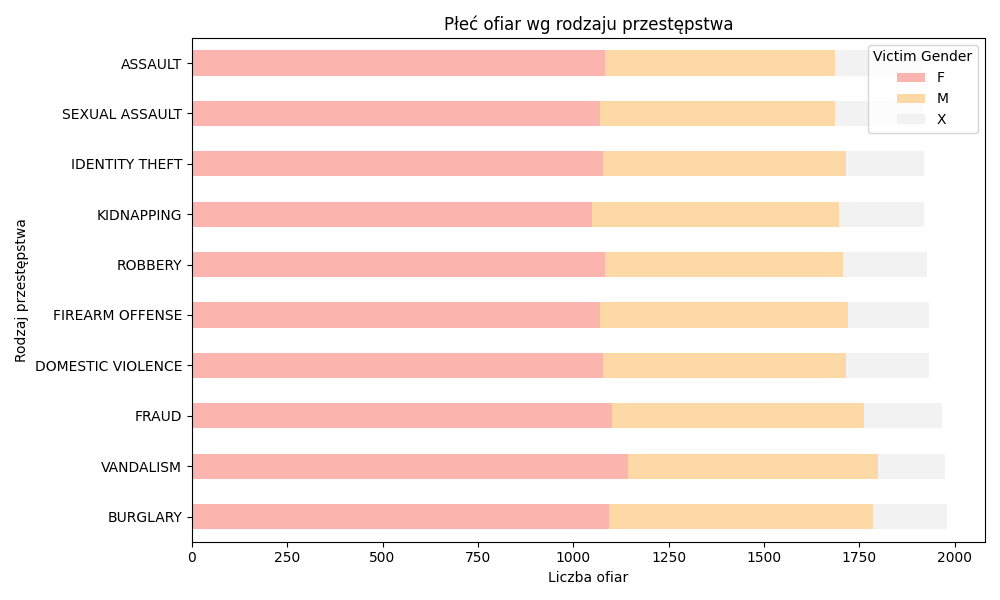 Płeć ofiar wg rodzaju przestępstwa
Victim Gender
F
M
X
ASSAULT
SEXUAL ASSAULT
IDENTITY THEFT
KIDNAPPING
ROBBERY
FIREARM OFFENSE
DOMESTIC VIOLENCE
FRAUD
VANDALISM
BURGLARY
Rodzaj przestępstwa
0 250 500 750 1000 1250 1500 1750 2000
Liczba ofiar